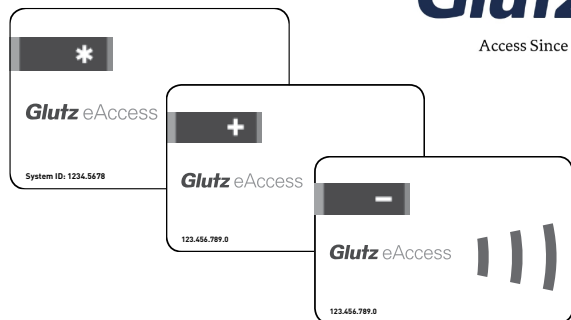 Glutz
Access Since
*
Glutz eAccess
System ID: 1234.5678
+
Glutz eAccess
123.456.789.0
−
Glutz eAccess
123.456.789.0